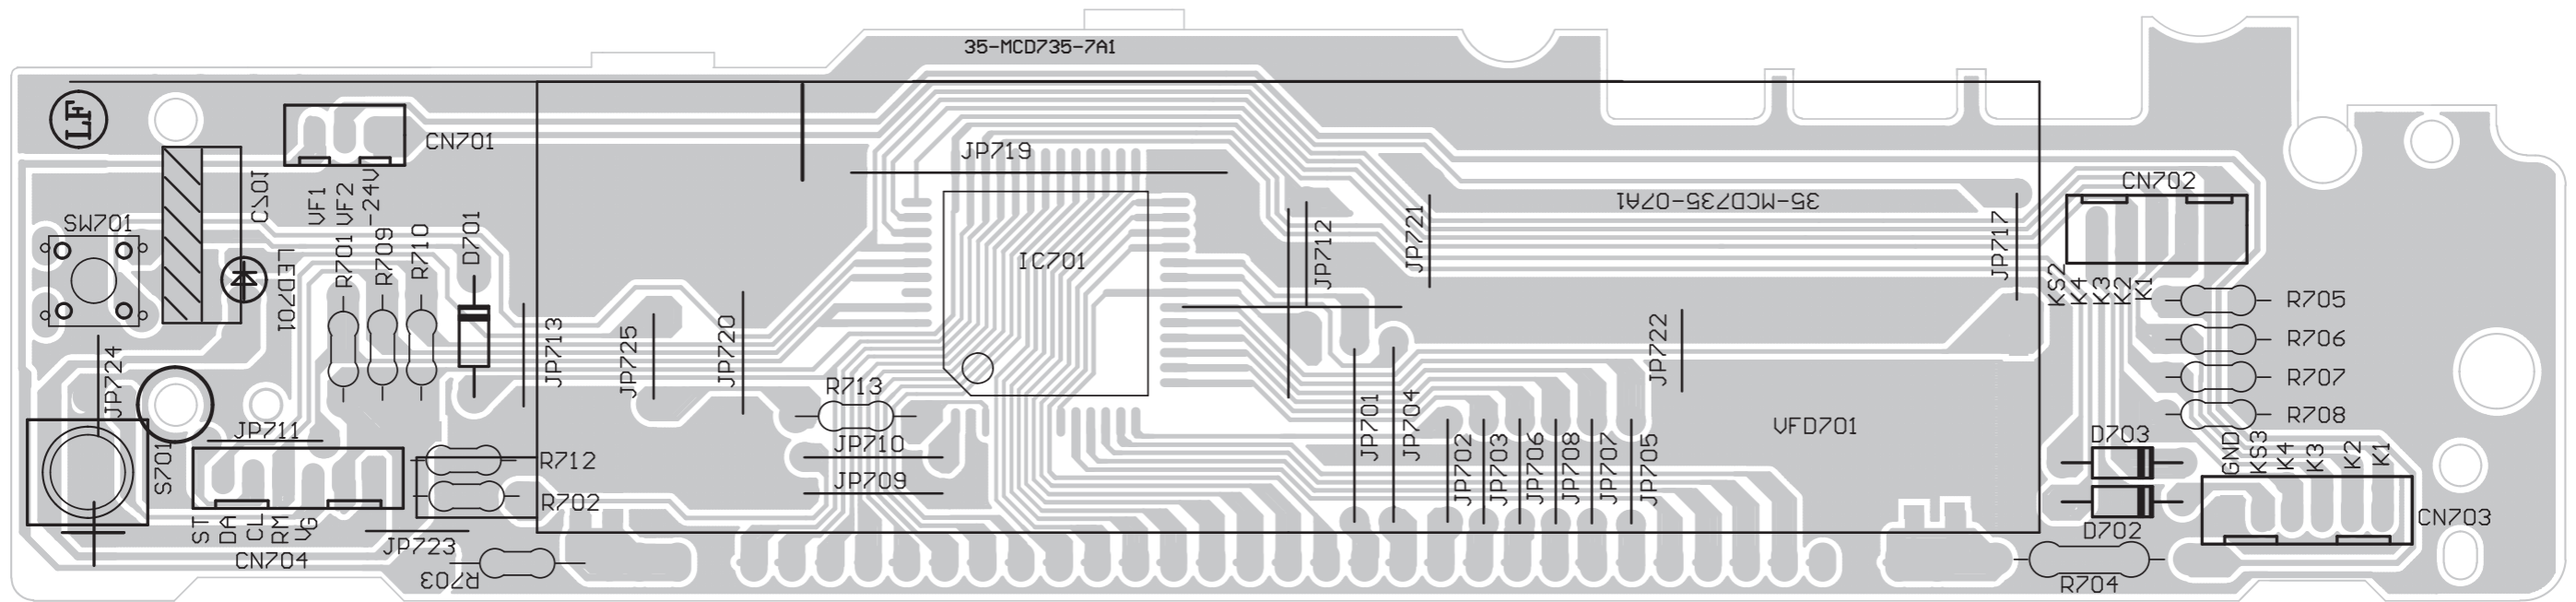 35-MCD735-7A1
LF
CN701
JP719
C701
VF1
VF2
-24V
SW701
R701
R709
R710
D701
LED701
IC701
JP712
JP721
35-MCD735-07A1
JP717
CN702
KS2
K4
K3
K2
K1
R705
R706
R707
R708
JP724
JP713
JP725
JP720
JP722
R713
JP710
JP709
JP701
JP704
JP702
JP703
JP706
JP708
JP707
JP705
VFD701
D703
D702
GND
KS3
K4
K3
K2
K1
CN703
JP711
S701
R712
R702
ST
DA
CL
RM
VG
CN704
JP723
R703
R704